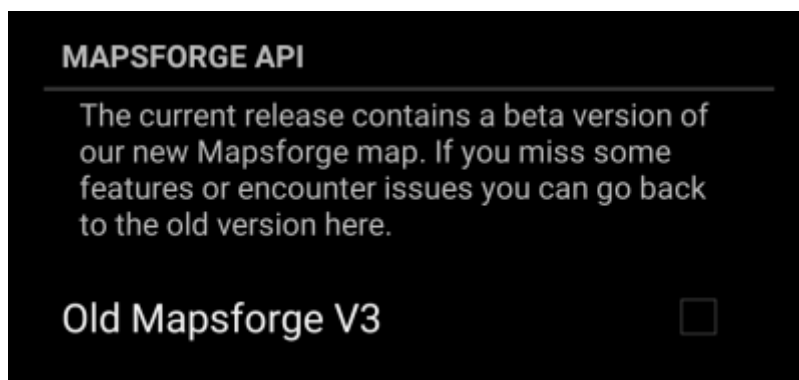 MAPSFORGE API
The current release contains a beta version of
our new Mapsforge map. If you miss some
features or encounter issues you can go back
to the old version here.
Old Mapsforge V3